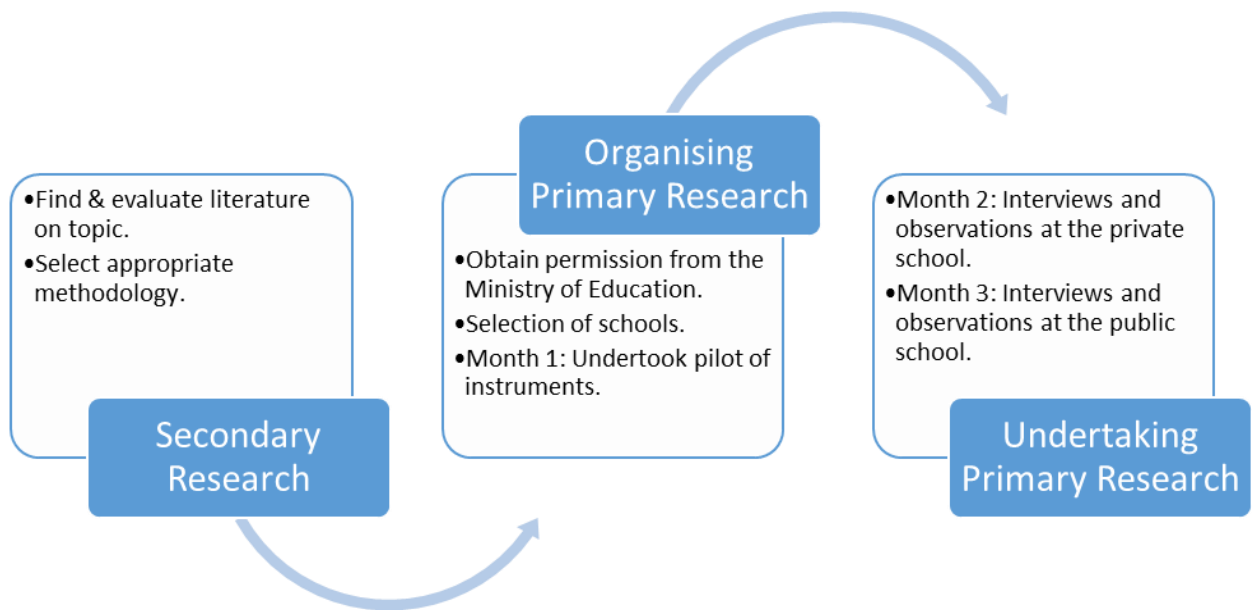 •Find & evaluate literature
on topic.
•Select appropriate
methodology.
Secondary
Research
Organising
Primary Research
•Obtain permission from the
Ministry of Education.
•Selection of schools.
•Month 1: Undertook pilot of
instruments.
•Month 2: Interviews and
observations at the private
school.
•Month 3: Interviews and
observations at the public
school.
Undertaking
Primary Research